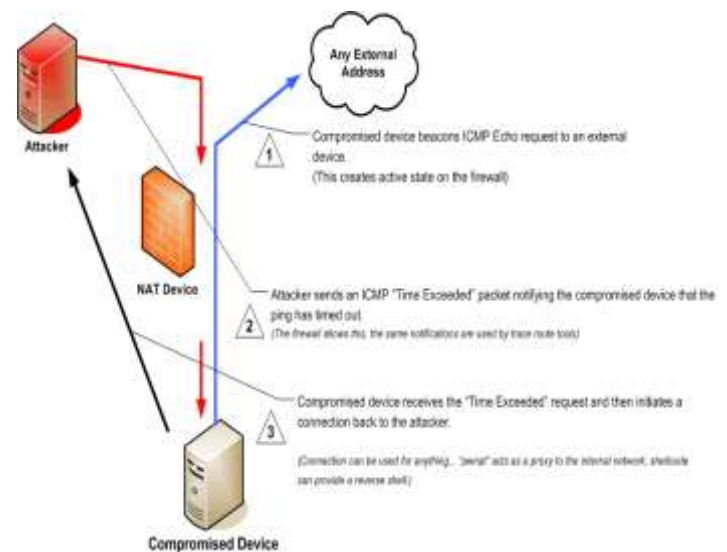 Any External
Address
Attacker
1
Compromised device beacons ICMP Echo request to an external
device.
(This creates active state on the firewall)
NAT Device
2
Attacker sends an ICMP "Time Exceeded" packet notifying the compromised device that the
ping has timed out.
(The firewall allows this, the same notifications are used by trace route tools)
3
Compromised device receives the "Time Exceeded" request and then initiates a
connection back to the attacker.
(Connection can be used for anything... "pwnat" acts as a proxy to the internal network, shellcode
can provide a reverse shell.)
Compromised Device